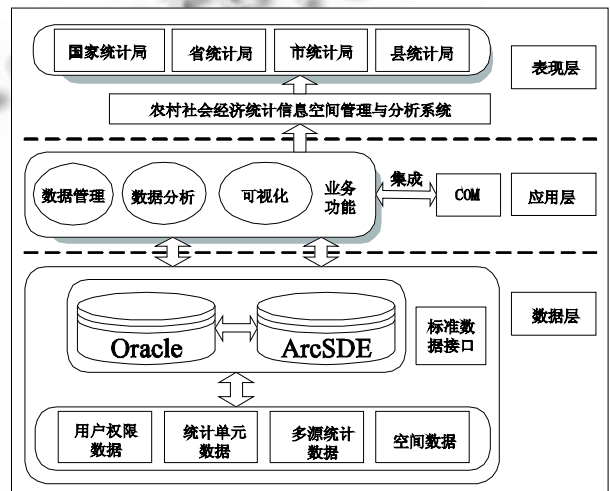 国家统计局
省统计局
市统计局
县统计局
表现层
农村社会经济统计信息空间管理与分析系统
数据管理
数据分析
可视化
业务
功能
集成
COM
应用层
数据层
Oracle
ArcSDE
标准数
据接口
用户权限
数据
统计单元
数据
多源统计
数据
空间数据